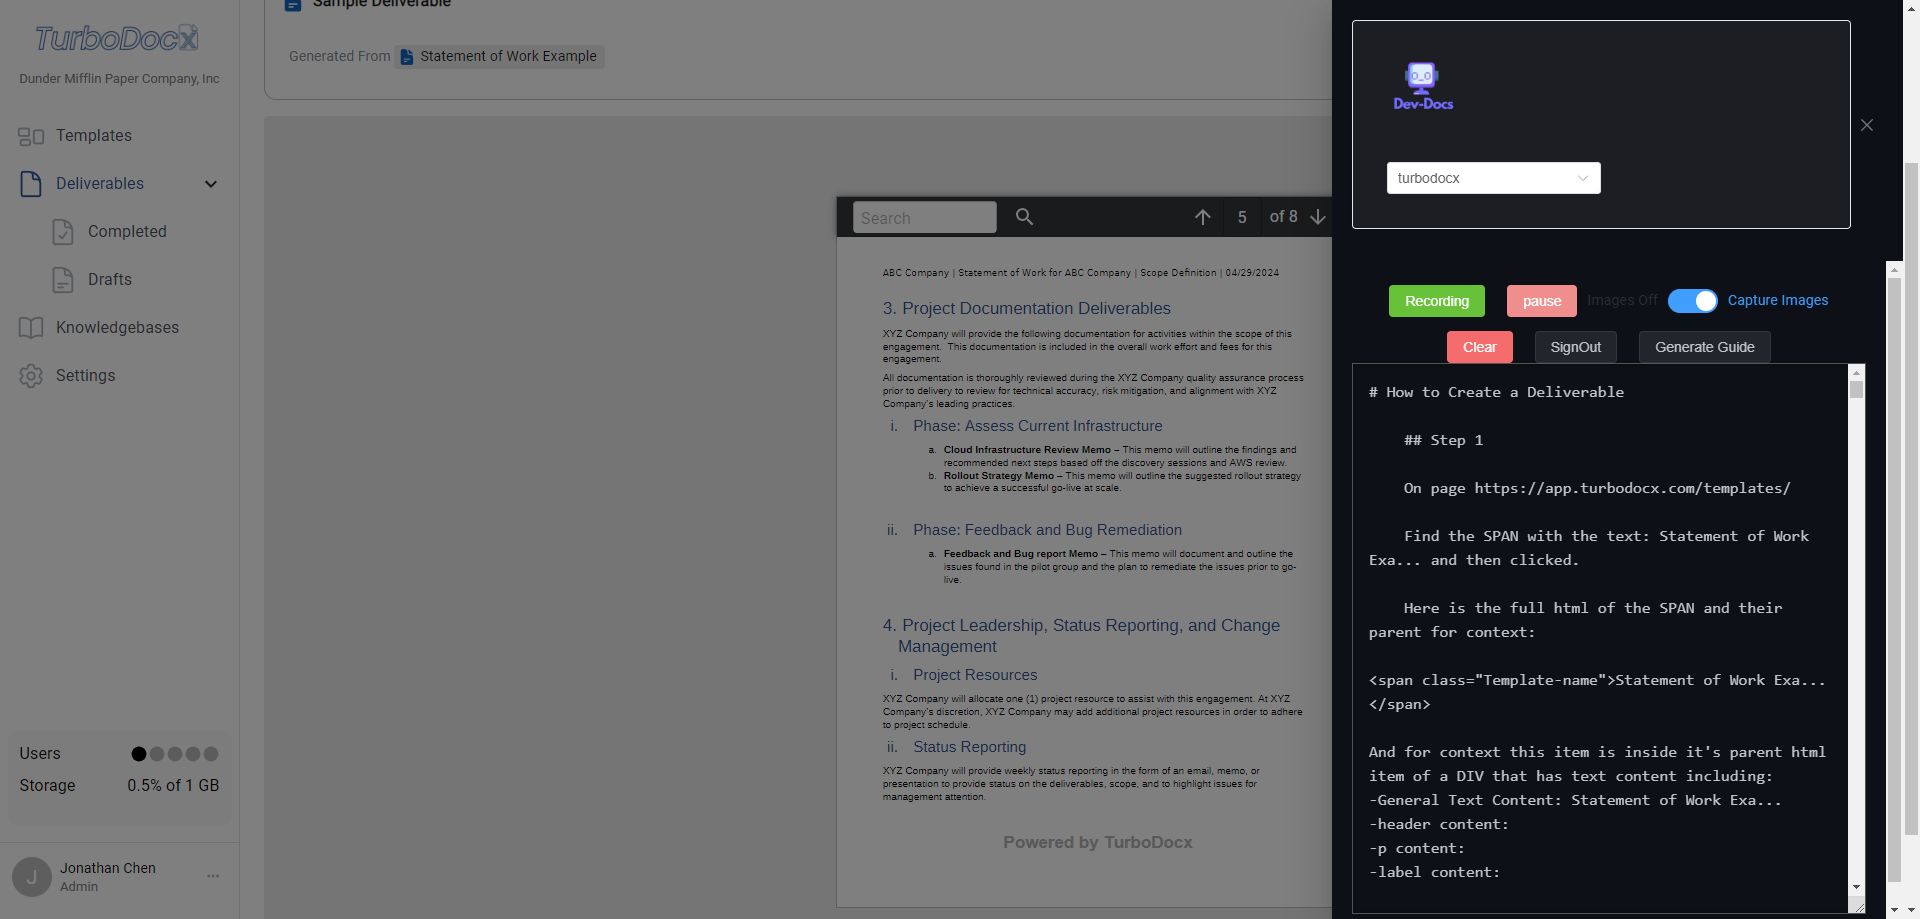 TurboDocx
Dunder Mifflin Paper Company, Inc
Templates
Deliverables
Completed
Drafts
Knowledgebases
Settings
Users
Storage 0.5% of 1 GB
J
Jonathan Chen
Admin
Sample Deliverable
Generated From Statement of Work Example
Search
5 of 8
ABC Company | Statement of Work for ABC Company | Scope Definition | 04/29/2024
3. Project Documentation Deliverables
XYZ Company will provide the following documentation for activities within the scope of this
engagement. This documentation is included in the overall work effort and fees for this
engagement.
All documentation is thoroughly reviewed during the XYZ Company quality assurance process
prior to delivery to review for technical accuracy, risk mitigation, and alignment with XYZ
Company's leading practices.
i. Phase: Assess Current Infrastructure
a. Cloud Infrastructure Review Memo – This memo will outline the findings and
recommended next steps based off the discovery sessions and AWS review.
b. Rollout Strategy Memo – This memo will outline the suggested rollout strategy
to achieve a successful go-live at scale.
ii. Phase: Feedback and Bug Remediation
a. Feedback and Bug report Memo – This memo will document and outline the
issues found in the pilot group and the plan to remediate the issues prior to go-
live.
4. Project Leadership, Status Reporting, and Change
Management
i. Project Resources
XYZ Company will allocate one (1) project resource to assist with this engagement. At XYZ
Company's discretion, XYZ Company may add additional project resources in order to adhere
to project schedule.
ii. Status Reporting
XYZ Company will provide weekly status reporting in the form of an email, memo, or
presentation to provide status on the deliverables, scope, and to highlight issues for
management attention.
Powered by TurboDocx
Dev-Docs
turbodocx
Recording pause Images Off Capture Images
Clear SignOut Generate Guide
# How to Create a Deliverable
## Step 1
On page https://app.turbodocx.com/templates/
Find the SPAN with the text: Statement of Work
Exa... and then clicked.
Here is the full html of the SPAN and their
parent for context:
<span class="Template-name">Statement of Work Exa...
</span>
And for context this item is inside it's parent html
item of a DIV that has text content including:
-General Text Content: Statement of Work Exa...
-header content:
-p content:
-label content: